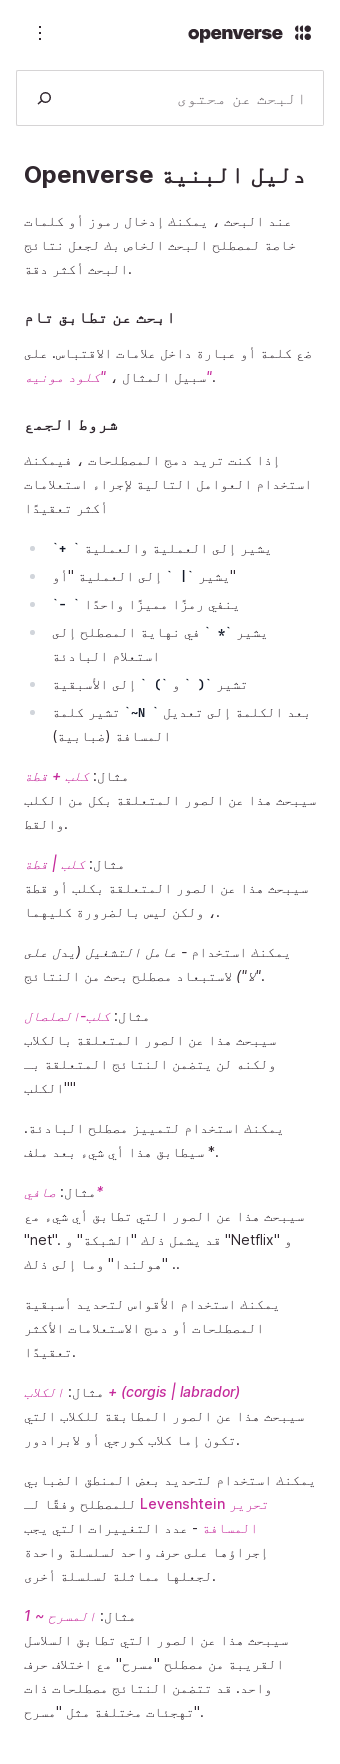 openverse
البحث عن محتوى
دليل البنية Openverse
عند البحث ، يمكنك إدخال رموز أو كلمات
خاصة لمصطلح البحث الخاص بك لجعل نتائج
البحث أكثر دقة.
ابحث عن تطابق تام
ضع كلمة أو عبارة داخل علامات الاقتباس. على
سبيل المثال ، "كلود مونيه".
شروط الجمع
إذا كنت تريد دمج المصطلحات ، فيمكنك
استخدام العوامل التالية لإجراء استعلامات
أكثر تعقيدًا
يشير إلى العملية والعملية ` +`
يشير `| ` إلى العملية "أو"
ينفي رمزًا مميزًا واحدًا ` -`
يشير `* ` في نهاية المصطلح إلى
استعلام البادئة
تشير `( ` و `) ` إلى الأسبقية
بعد الكلمة إلى تعديل ` ~N` تشير كلمة
المسافة (ضبابية)
مثال: كلب + قطة
سيبحث هذا عن الصور المتعلقة بكل من الكلب
والقط.
مثال: كلب | قطة
سيبحث هذا عن الصور المتعلقة بكلب أو قطة
، ولكن ليس بالضرورة كليهما.
يمكنك استخدام - عامل التشغيل (يدل على
"لا") لاستبعاد مصطلح بحث من النتائج.
مثال: كلب-الصلصال
سيبحث هذا عن الصور المتعلقة بالكلاب
ولكنه لن يتضمن النتائج المتعلقة بـ
"الكلب"
يمكنك استخدام لتمييز مصطلح البادئة.
سيطابق هذا أي شيء بعد ملف *.
مثال: صافي*
سيبحث هذا عن الصور التي تطابق أي شيء مع
"net". قد يشمل ذلك "الشبكة" و "Netflix" و
"هولندا" وما إلى ذلك ..
يمكنك استخدام الأقواس لتحديد أسبقية
المصطلحات أو دمج الاستعلامات الأكثر
تعقيدًا.
مثال: الكلاب + (corgis | labrador)
سيبحث هذا عن الصور المطابقة للكلاب التي
تكون إما كلاب كورجي أو لابرادور.
يمكنك استخدام لتحديد بعض المنطق الضبابي
للمصطلح وفقًا لـ Levenshtein تحرير
المسافة - عدد التغييرات التي يجب
إجراؤها على حرف واحد لسلسلة واحدة
لجعلها مماثلة لسلسلة أخرى.
مثال: المسرح ~ 1
سيبحث هذا عن الصور التي تطابق السلاسل
القريبة من مصطلح "مسرح" مع اختلاف حرف
واحد. قد تتضمن النتائج مصطلحات ذات
تهجئات مختلفة مثل "مسرح".